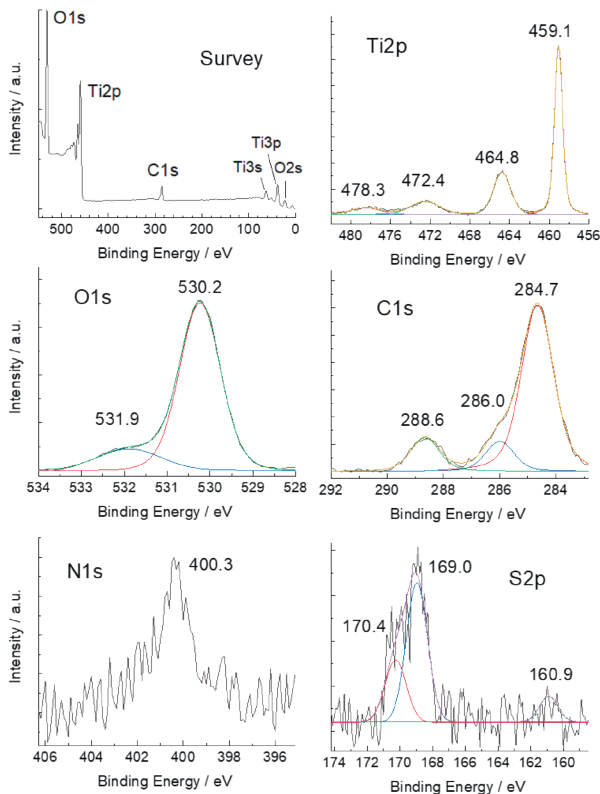 O1s
Survey
Ti2p
Ti3p
C1s
Ti3s
O2s
Intensity / a.u.
500 400 300 200 100 0
Binding Energy / eV
Ti2p
459.1
464.8
478.3
472.4
480 476 472 468 464 460 456
Binding Energy / eV
O1s
530.2
531.9
Intensity / a.u.
534 533 532 531 530 529 528
Binding Energy / eV
284.7
C1s
286.0
288.6
292 290 288 286 284
Binding Energy / eV
N1s
400.3
Intensity / a.u.
406 404 402 400 398 396
Binding Energy / eV
169.0
S2p
170.4
160.9
174 172 170 168 166 164 162 160
Binding Energy / eV